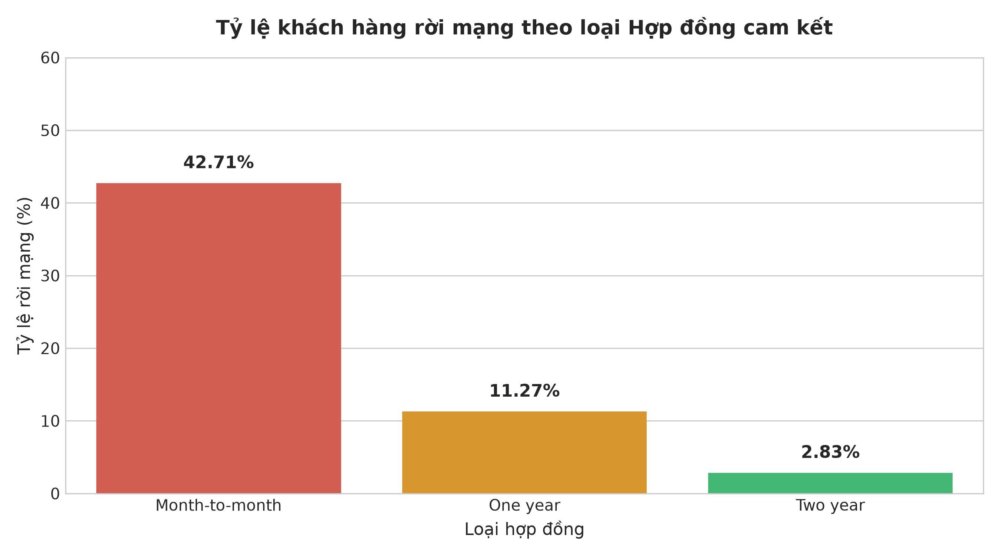 Tỷ lệ khách hàng rời mạng theo loại Hợp đồng cam kết
Tỷ lệ rời mạng (%)
60
50
40
30
20
10
0
42.71%
11.27%
2.83%
Month-to-month
One year
Two year
Loại hợp đồng